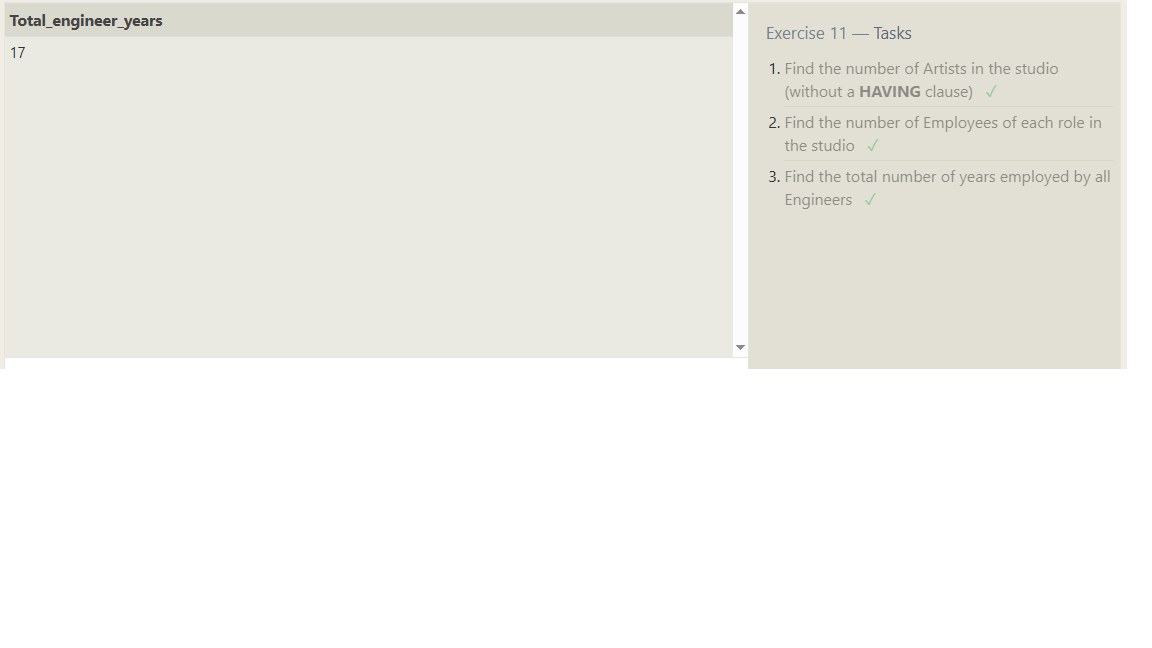 Total_engineer_years
17
Exercise 11 — Tasks
1. Find the number of Artists in the studio
(without a HAVING clause) ✓
2. Find the number of Employees of each role in
the studio ✓
3. Find the total number of years employed by all
Engineers ✓